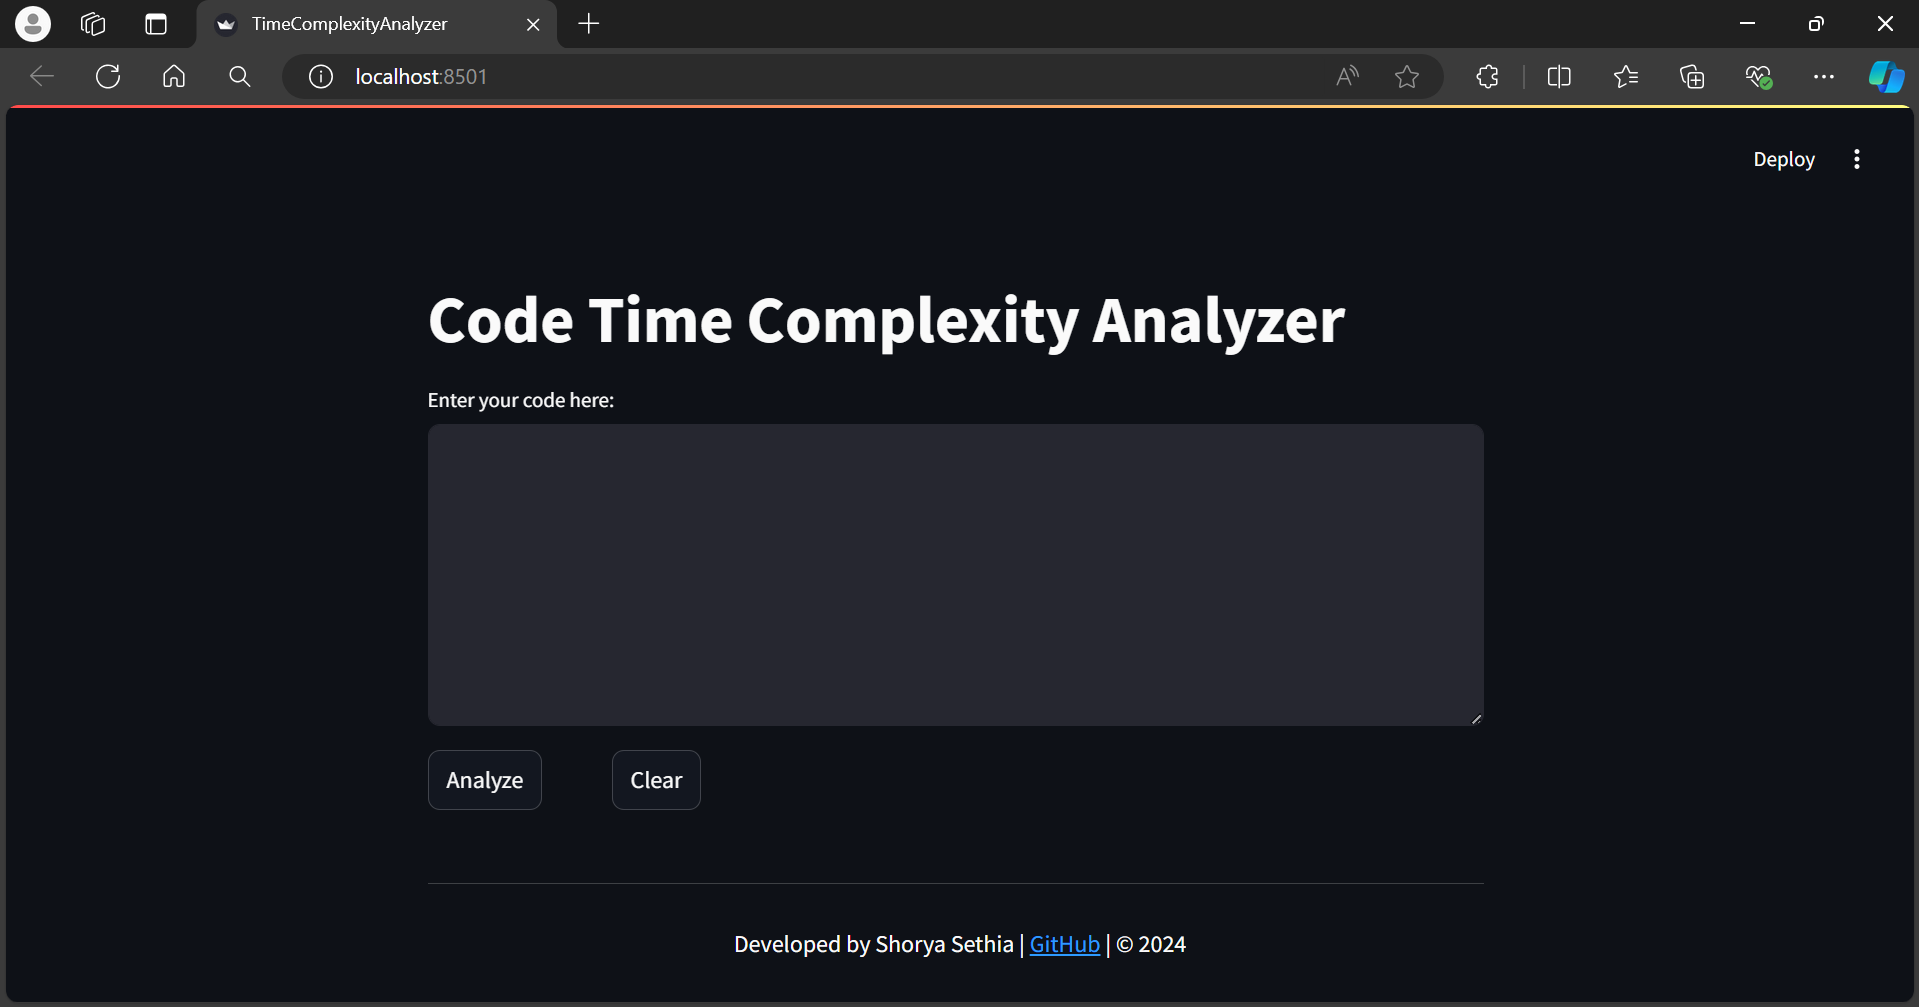 TimeComplexityAnalyzer
localhost:8501
Deploy
Code Time Complexity Analyzer
Enter your code here:
Analyze Clear
Developed by Shorya Sethia | GitHub | © 2024